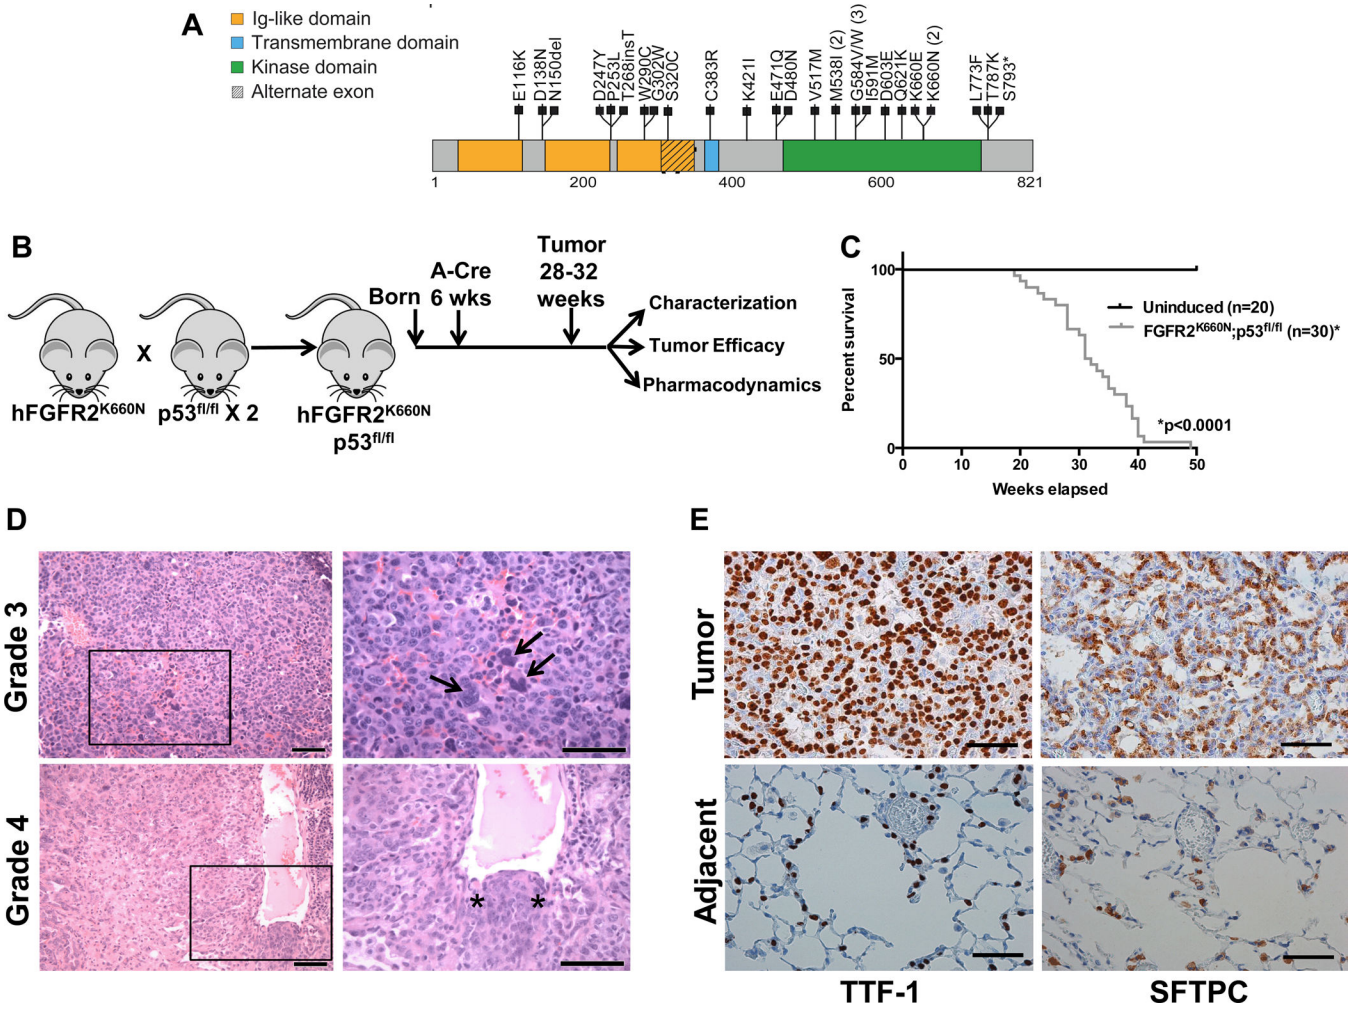 A
Ig-like domain
Transmembrane domain
Kinase domain
Alternate exon
E116K
D138N
N150del
D247Y
P253L
T268insT
W290C
G302W
S320C
C383R
K421I
E471Q
D480N
V517M
M538I (2)
G584V/W (3)
I591M
D603E
Q621K
K660E
K660N (2)
L773F
T787K
S793*
1 200 400 600 821
B
Born
A-Cre
6 wks
Tumor
28-32
weeks
Characterization
Tumor Efficacy
Pharmacodynamics
X
hFGFR2K660N
p53fl/fl X 2
hFGFR2K660N
p53fl/fl
C
Percent survival
100
50
0
Uninduced (n=20)
FGFR2K660N;p53fl/fl (n=30)*
*p<0.0001
0 10 20 30 40 50
Weeks elapsed
D
Grade 3
Grade 4
* *
E
Tumor
Adjacent
TTF-1
SFTPC